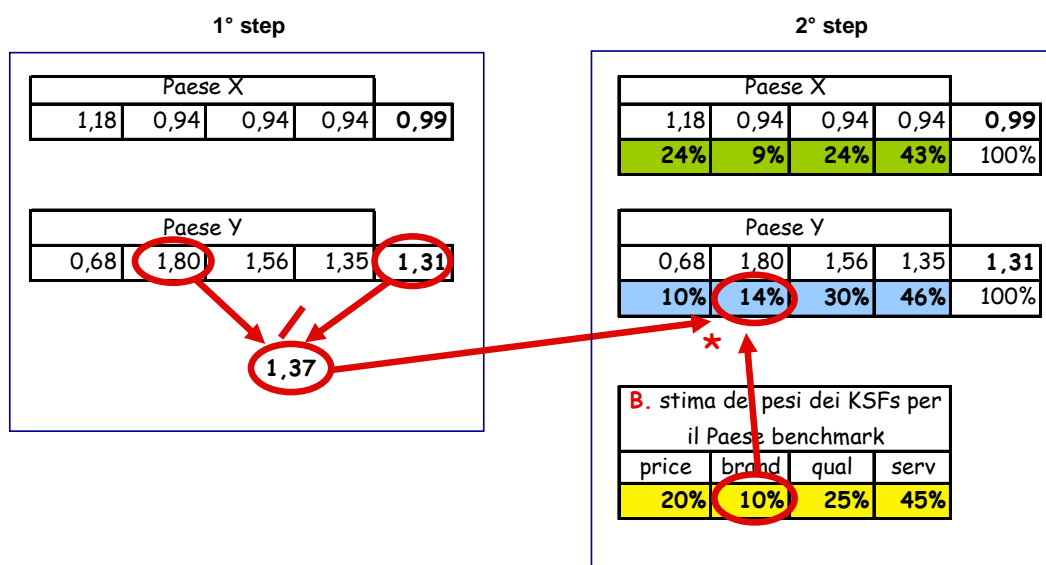 1° step
Paese X
1,18 0,94 0,94 0,94 0,99
Paese Y
0,68 1,80 1,56 1,35 1,31
/
1,37
2° step
Paese X
1,18 0,94 0,94 0,94 0,99
24% 9% 24% 43% 100%
Paese Y
0,68 1,80 1,56 1,35 1,31
10% 14% 30% 46% 100%
*
B. stima dei pesi dei KSFs per
il Paese benchmark
price brand qual serv
20% 10% 25% 45%